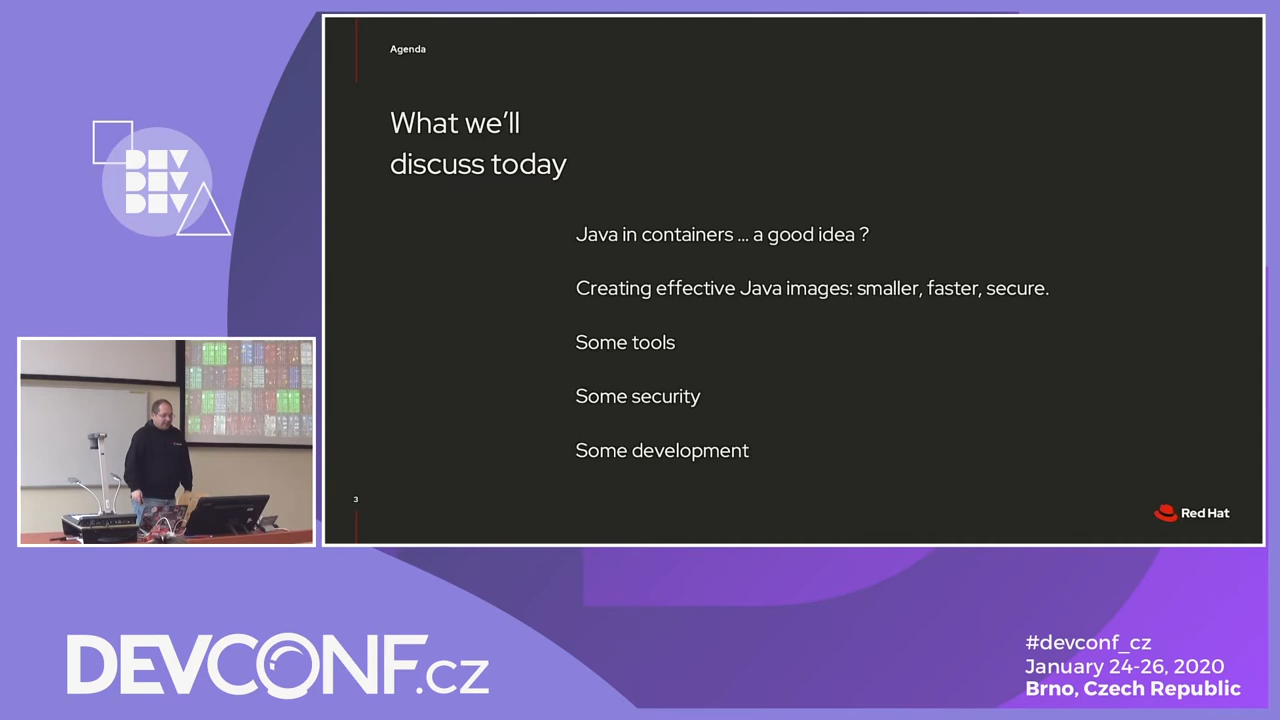 Agenda
What we'll
discuss today
Java in containers ... a good idea ?
Creating effective Java images: smaller, faster, secure.
Some tools
Some security
Some development
3
Red Hat
DEV
DEV
DEV
DEVCONF.cz
#devconf_cz
January 24-26, 2020
Brno, Czech Republic